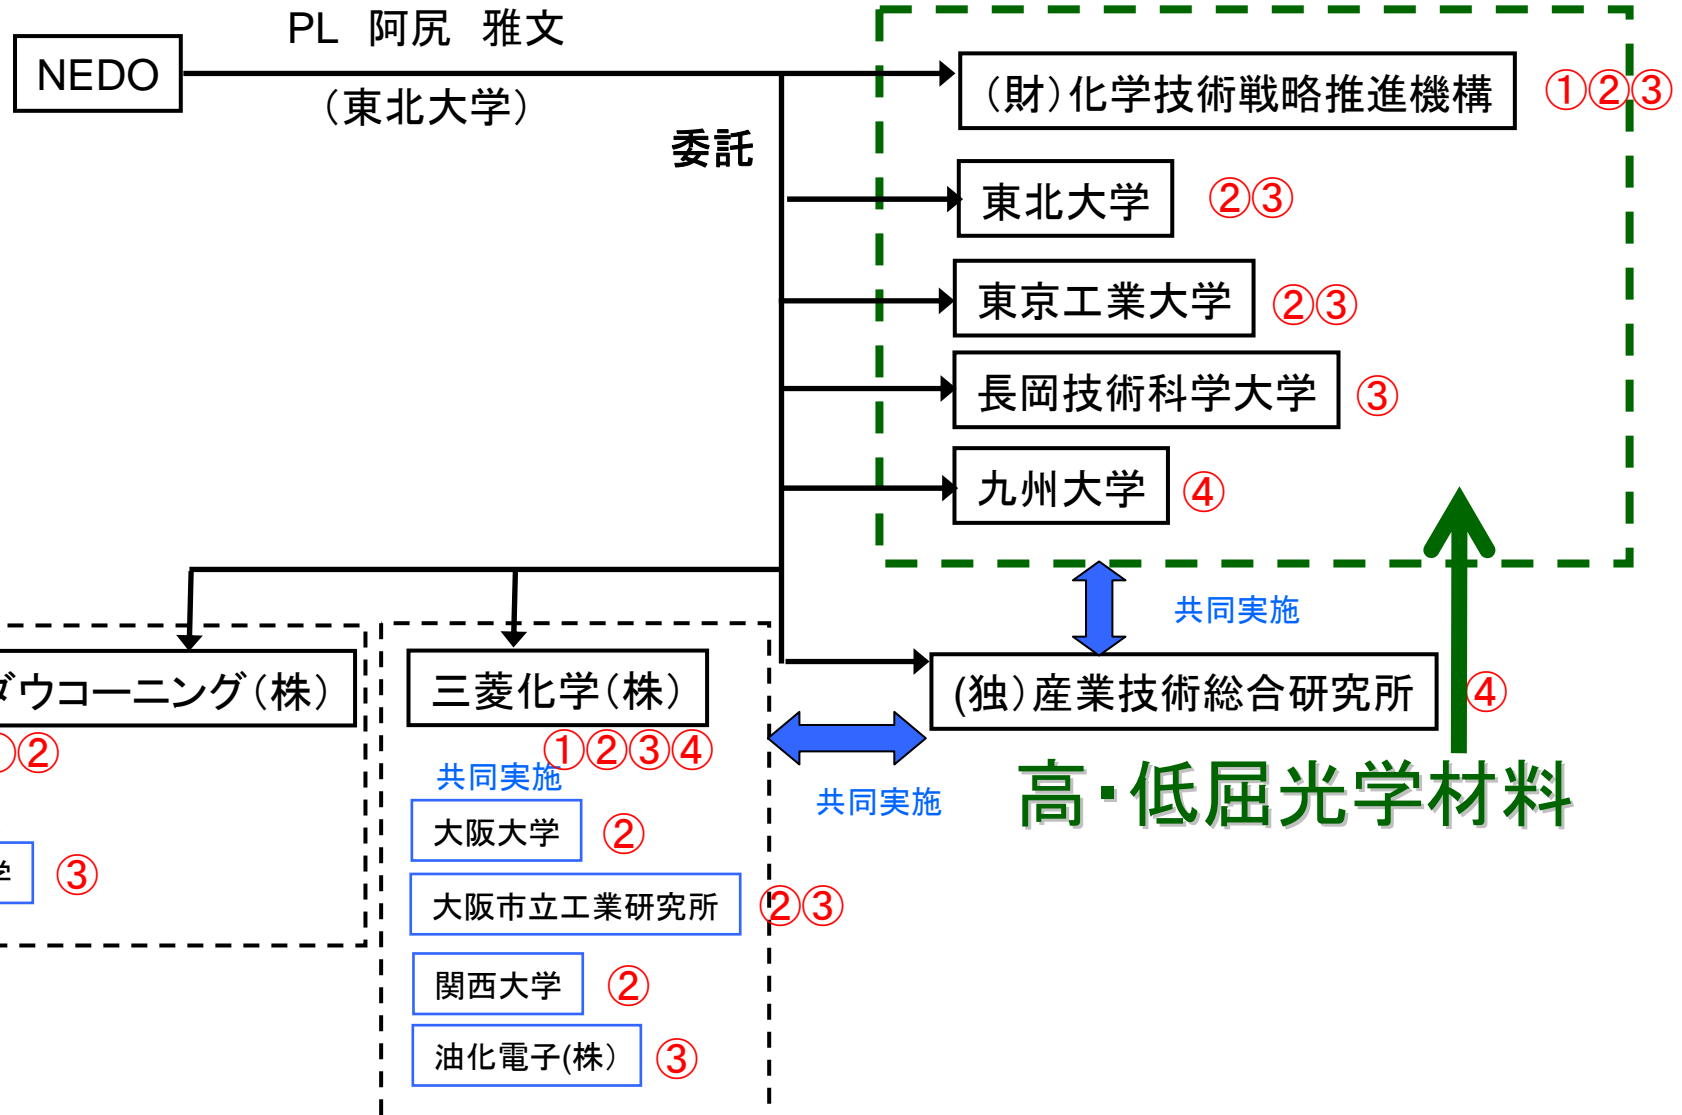 PL 阿尻 雅文
NEDO
(東北大学)
委託
(財)化学技術戦略推進機構 ①②③
東北大学 ②③
東京工業大学 ②③
長岡技術科学大学 ③
九州大学 ④
共同実施
ダウコーニング(株)
三菱化学(株)
(独)産業技術総合研究所 ④
②
①②③④
共同実施
共同実施
高・低屈光学材料
大阪大学 ②
学 ③
大阪市立工業研究所 ②③
関西大学 ②
油化電子(株) ③